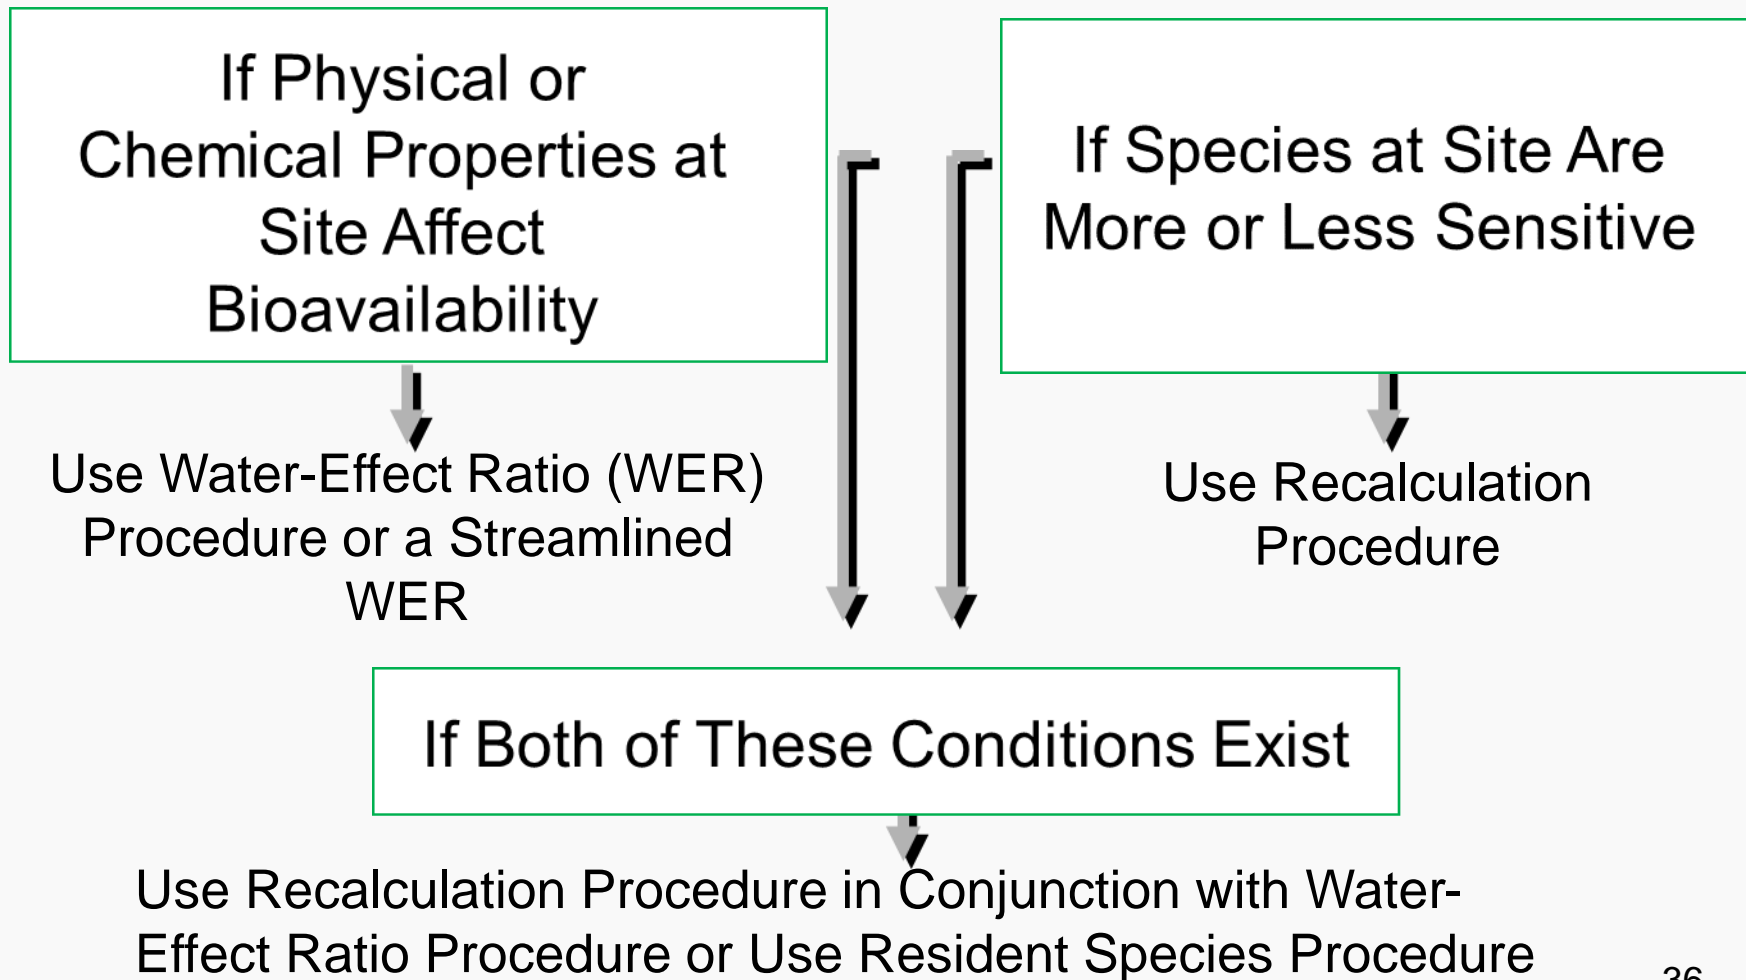 If Physical or
Chemical Properties at
Site Affect
Bioavailability
If Species at Site Are
More or Less Sensitive
Use Water-Effect Ratio (WER)
Procedure or a Streamlined
WER
Use Recalculation
Procedure
If Both of These Conditions Exist
Use Recalculation Procedure in Conjunction with Water-
Effect Ratio Procedure or Use Resident Species Procedure
36